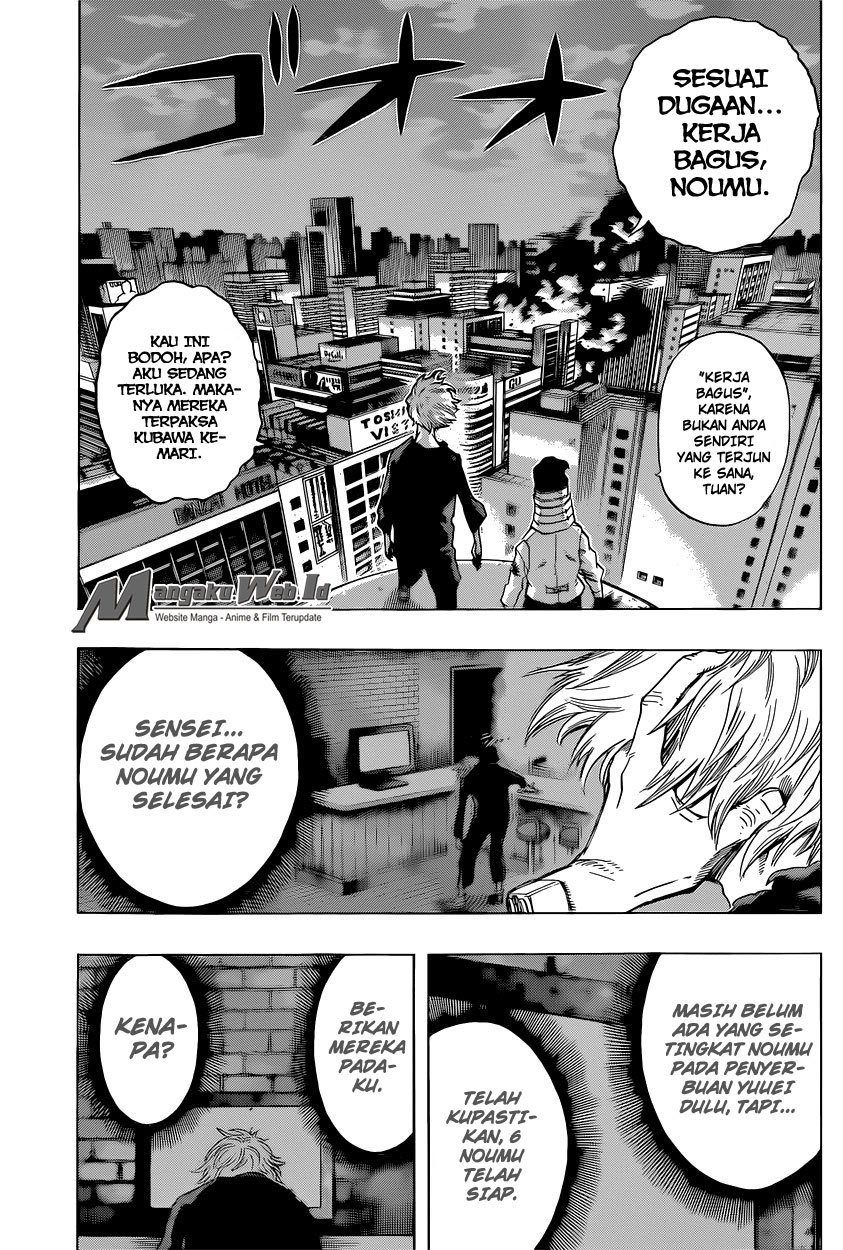 ゴオオ
SESUAI
DUGAAN...
KERJA
BAGUS,
NOUMU.
"KERJA
BAGUS",
KARENA
BUKAN ANDA
SENDIRI
YANG TERJUN
KE SANA,
TUAN?
KAU INI
BODOH, APA?
AKU SEDANG
TERLUKA. MAKA-
NYA MEREKA
TERPAKSA
KUBAWA KE-
MARI.
CU
Mangaku Web.Id
Website Manga - Anime & Film Terupdate
SENSEI...
SUDAH BERAPA
NOUMU YANG
SELESAI?
MASIH BELUM
ADA YANG SE-
TINGKAT NOUMU
PADA PENYER-
BUAN YUUEI
DULU, TAPI...
TELAH
KUPASTI-
KAN, 6
NOUMU
TELAH
SIAP.
BE-
RIKAN
MEREKA
PADA-
KU.
KENA-
PA?